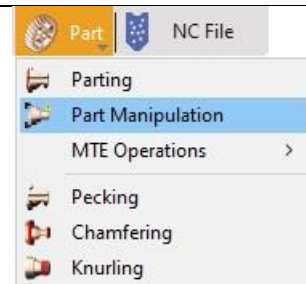 Part NC File
Parting
Part Manipulation
MTE Operations >
Pecking
Chamfering
Knurling